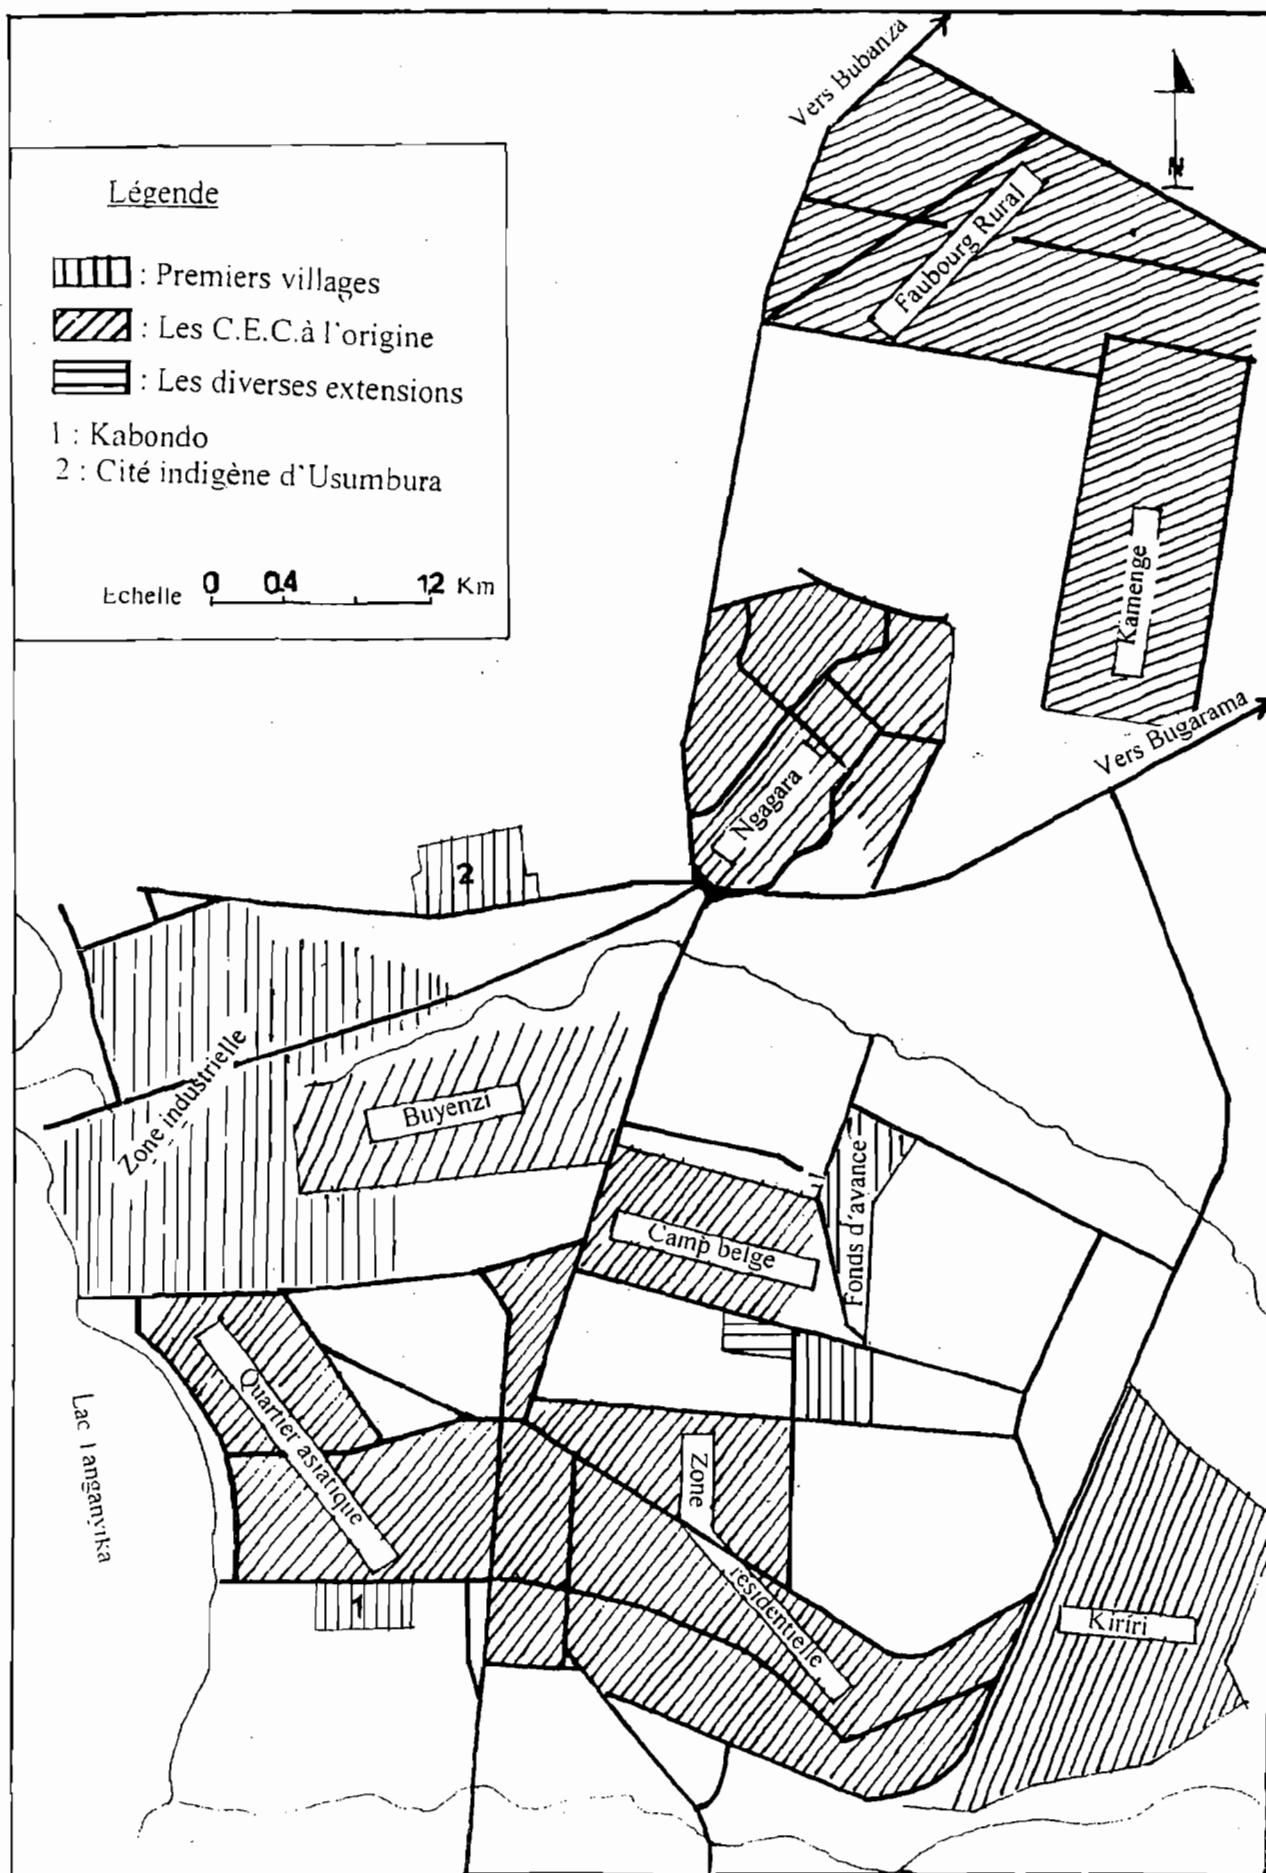 Vers Bubanza
N
Légende
: Premiers villages
: Les C.E.C.à l'origine
: Les diverses extensions
1 : Kabondo
2 : Cité indigène d'Usumbura
Echelle 0 0.4 12 Km
Faubourg Rural
Kamenge
Vers Bugarama
Ngagara
2
Zone industrielle
Buyenzi
Camp belge
Fonds d'avance
Quartier asiatique
Lac Tanganyika
Zone
résidentielle
1
Kiriri